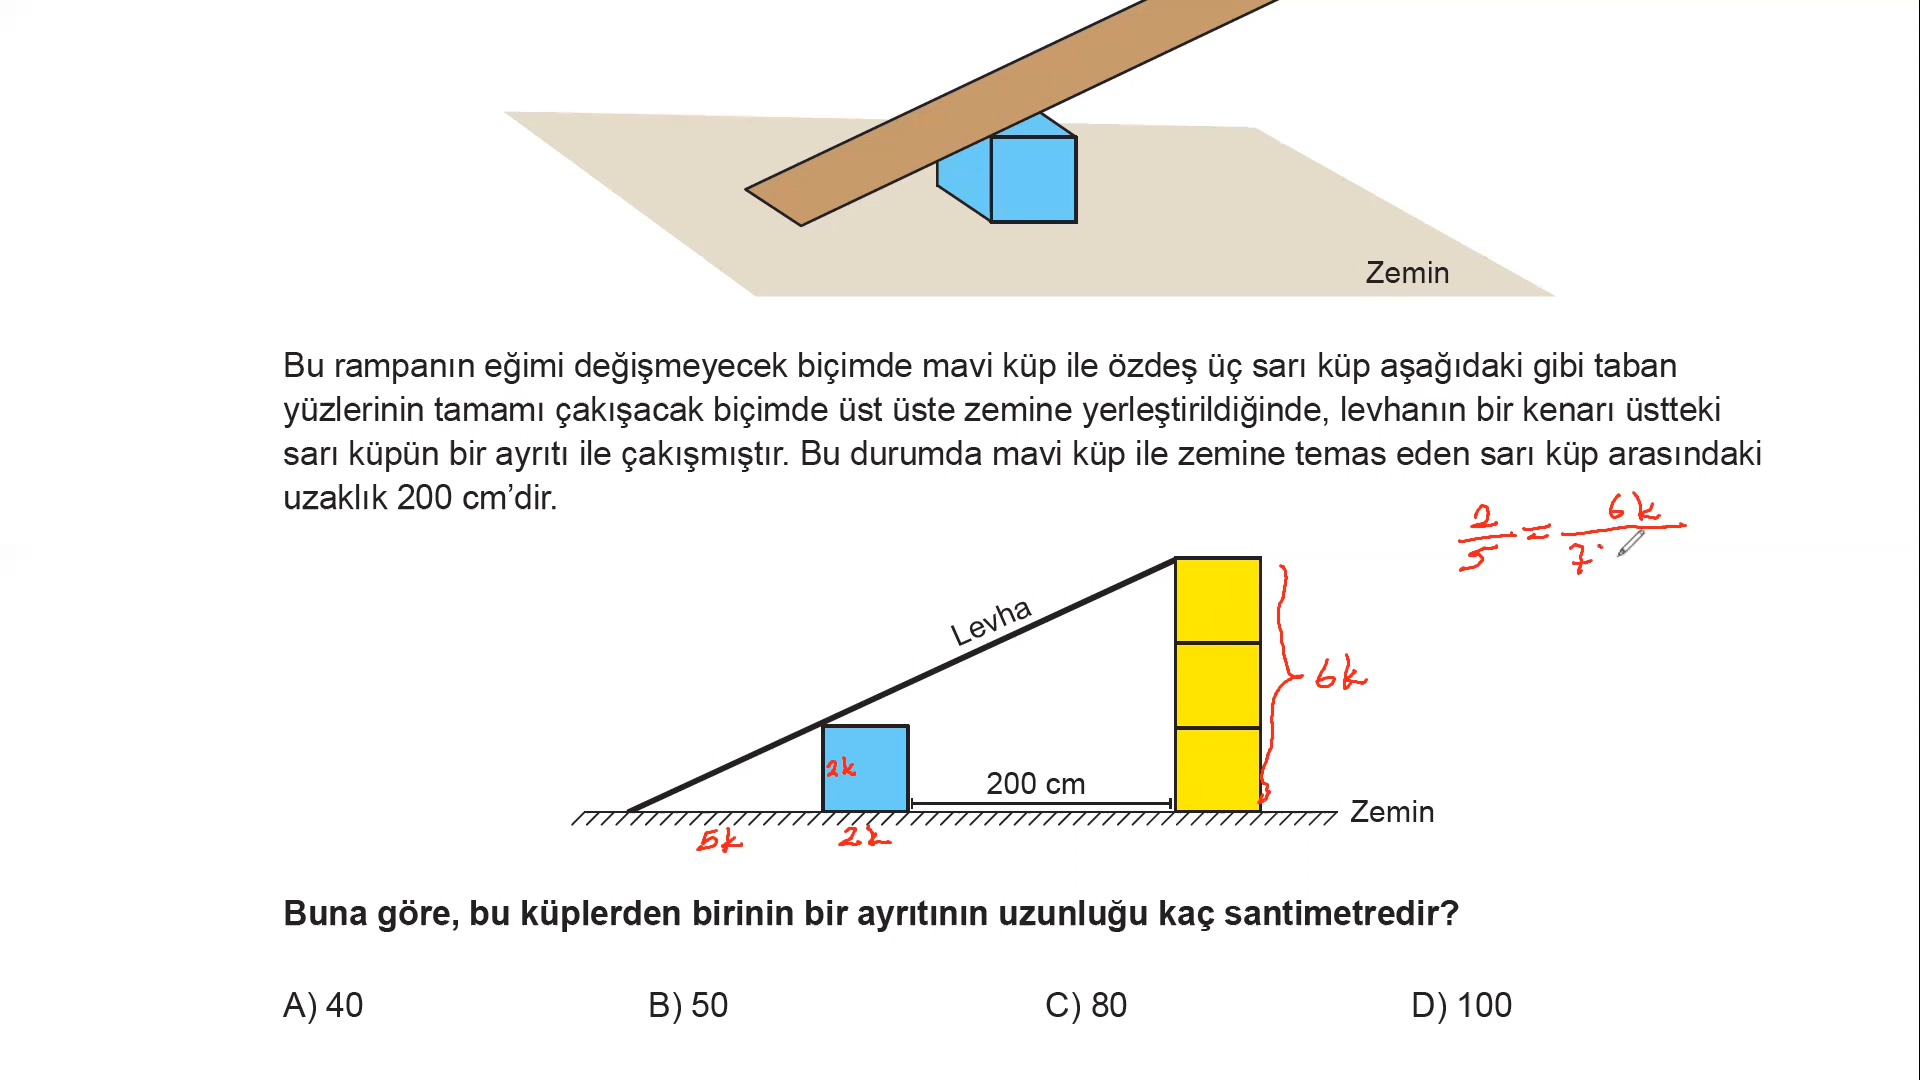 Zemin
Bu rampanın eğimi değişmeyecek biçimde mavi küp ile özdeş üç sarı küp aşağıdaki gibi taban
yüzlerinin tamamı çakışacak biçimde üst üste zemine yerleştirildiğinde, levhanın bir kenarı üstteki
sarı küpün bir ayrıtı ile çakışmıştır. Bu durumda mavi küp ile zemine temas eden sarı küp arasındaki
uzaklık 200 cm’dir.
2/5 = 6k/7
Levha
6k
2k
200 cm
Zemin
5k 2k
Buna göre, bu küplerden birinin bir ayrıtının uzunluğu kaç santimetredir?
A) 40 B) 50 C) 80 D) 100